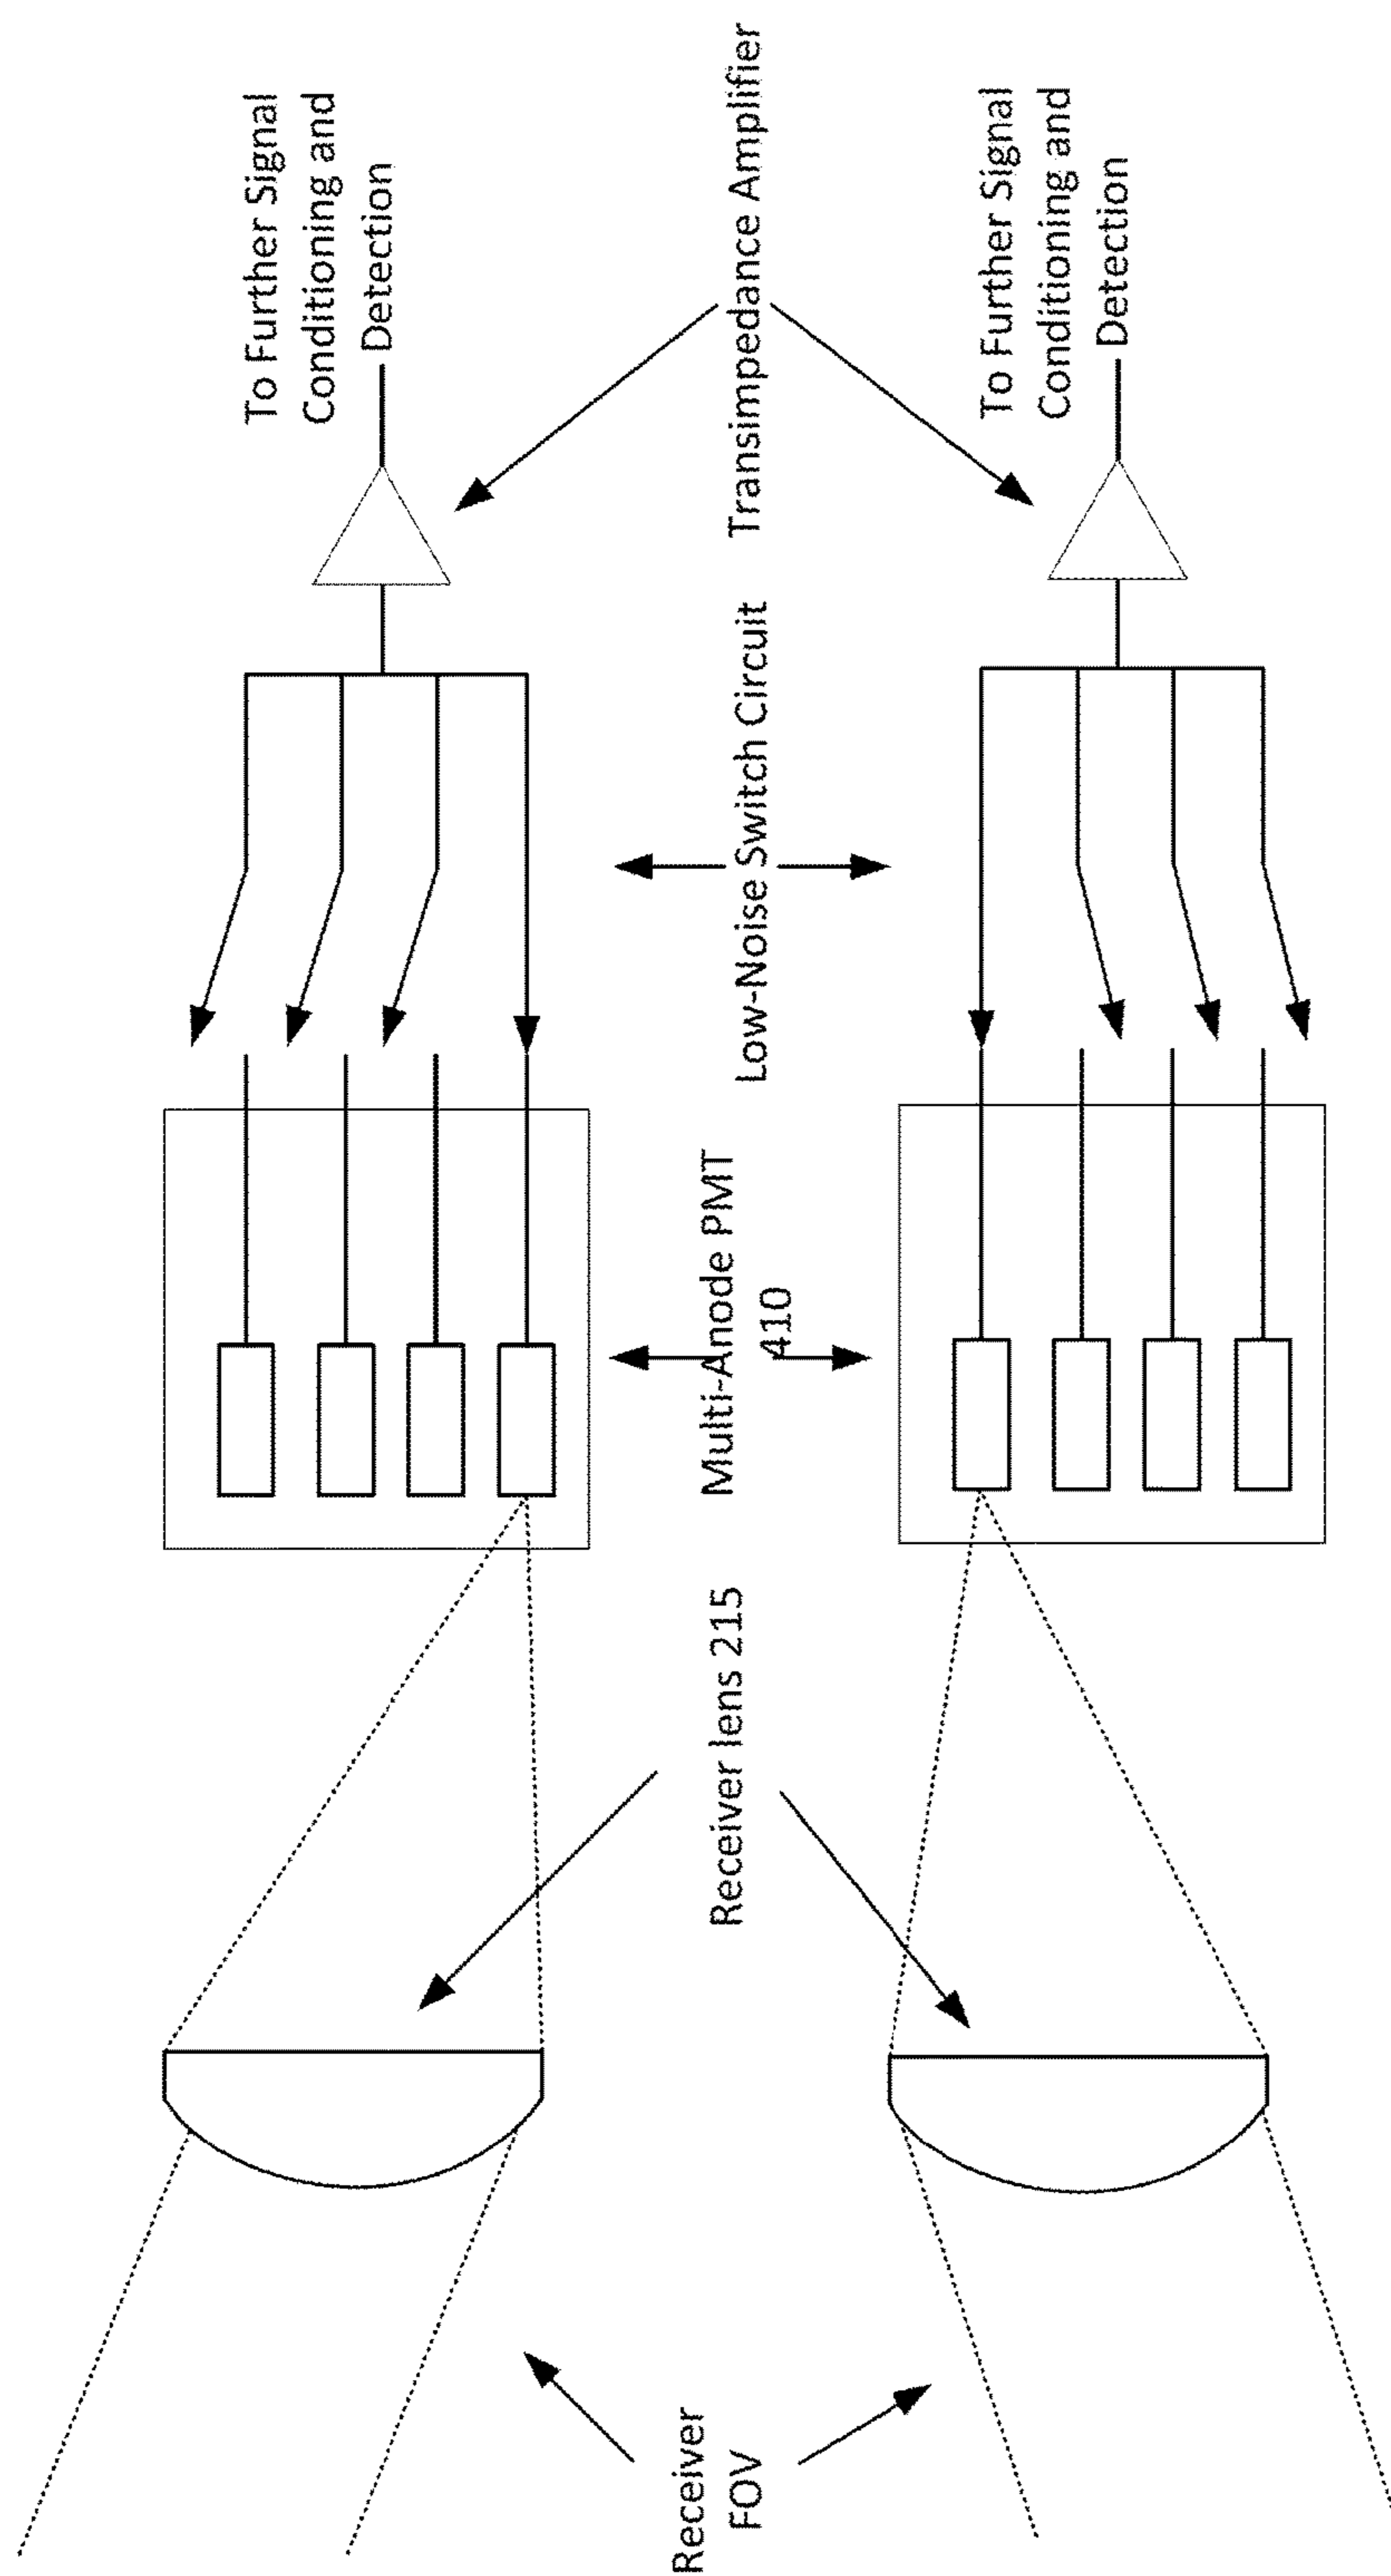 To Further Signal
Conditioning and
Detection
Transimpedance Amplifier
To Further Signal
Conditioning and
Detection
Low-Noise Switch Circuit
Multi-Anode PMT
410
Receiver lens 215
Receiver
FOV